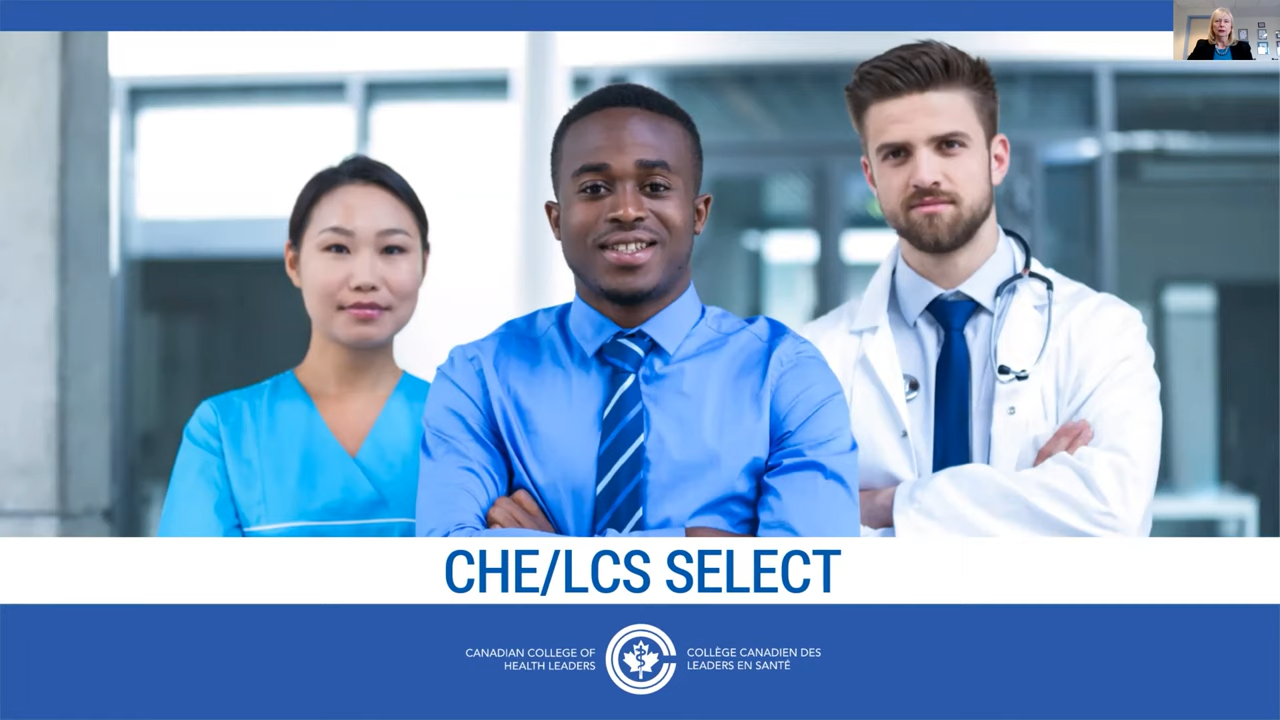 CHE/LCS SELECT
CANADIAN COLLEGE OF
HEALTH LEADERS
COLLÈGE CANADIEN DES
LEADERS EN SANTÉ